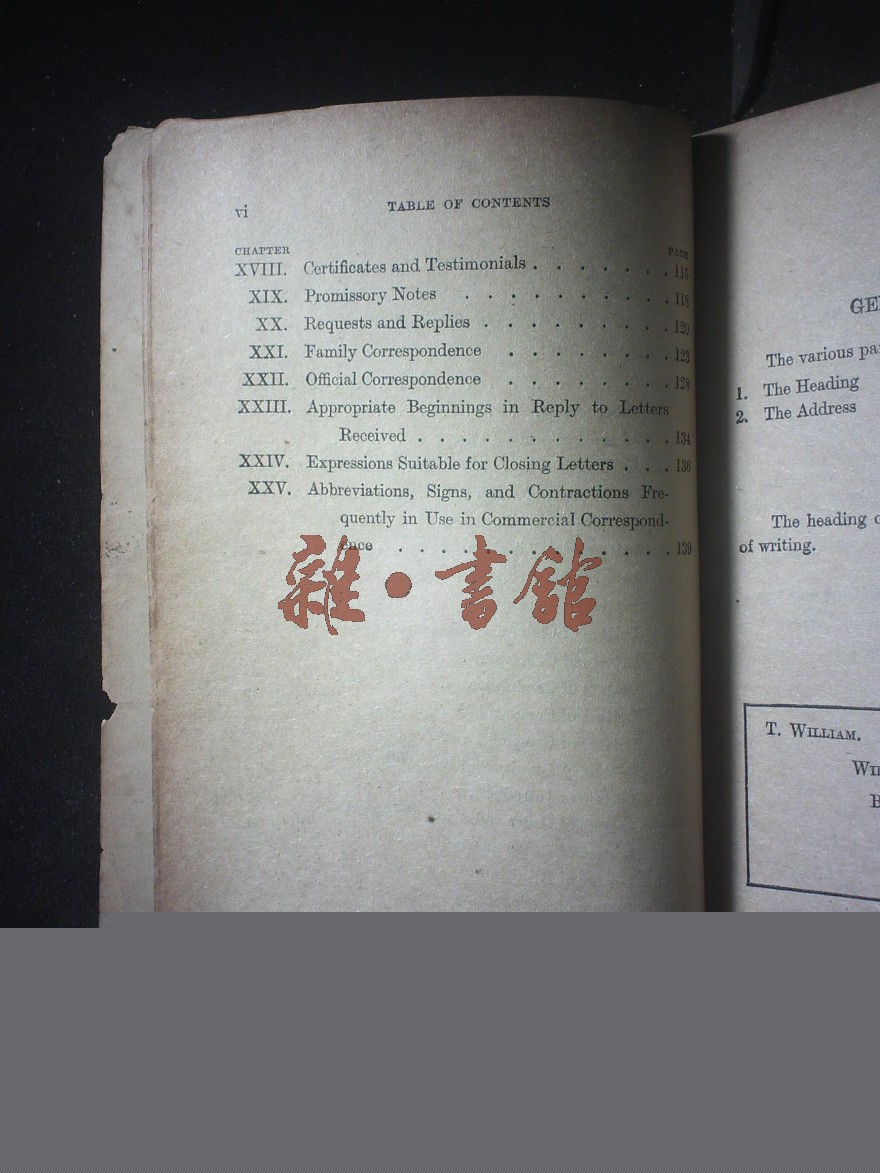 vi TABLE OF CONTENTS
CHAPTER PAGE
XVIII. Certificates and Testimonials . . . . . . . 115
XIX. Promissory Notes . . . . . . . . . . 118
XX. Requests and Replies . . . . . . . . . 120
XXI. Family Correspondence . . . . . . . . 123
XXII. Official Correspondence . . . . . . . . 128
XXIII. Appropriate Beginnings in Reply to Letters
Received . . . . . . . . . . . . 134
XXIV. Expressions Suitable for Closing Letters . . . 136
XXV. Abbreviations, Signs, and Contractions Fre-
quently in Use in Commercial Correspond-
ence . . . . . . . . . . . . . 139
雜·書館
GE
The various pa
1. The Heading
2. The Address
The heading
of writing.
T. WILLIAM.